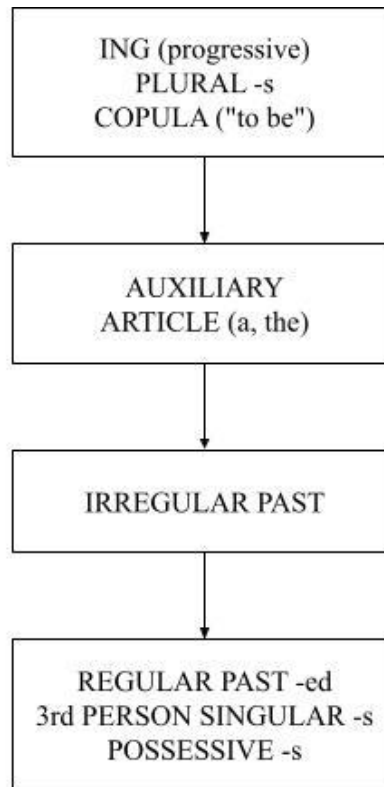 ING (progressive)
PLURAL -s
COPULA ("to be")
AUXILIARY
ARTICLE (a, the)
IRREGULAR PAST
REGULAR PAST -ed
3rd PERSON SINGULAR -s
POSSESSIVE -s